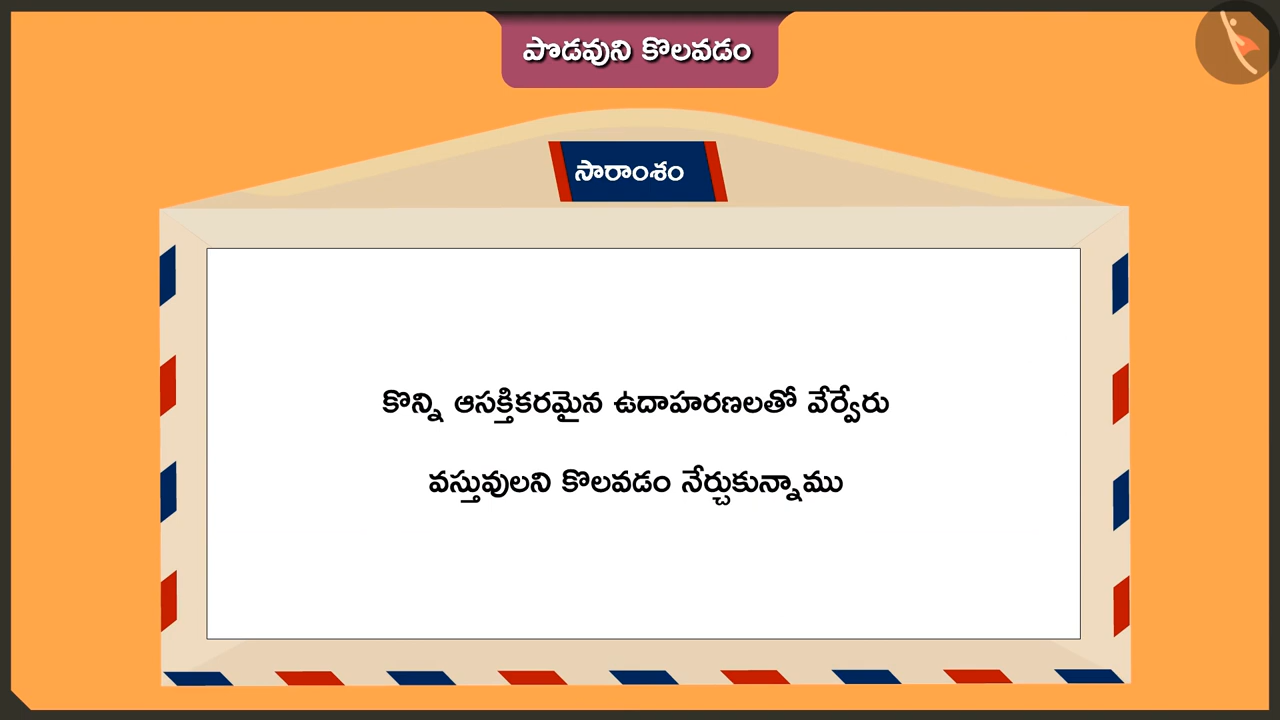 పొడవుని కొలవడం
సారాంశం
కొన్ని ఆసక్తికరమైన ఉదాహరణలతో వేర్వేరు
వస్తువులని కొలవడం నేర్చుకున్నాము